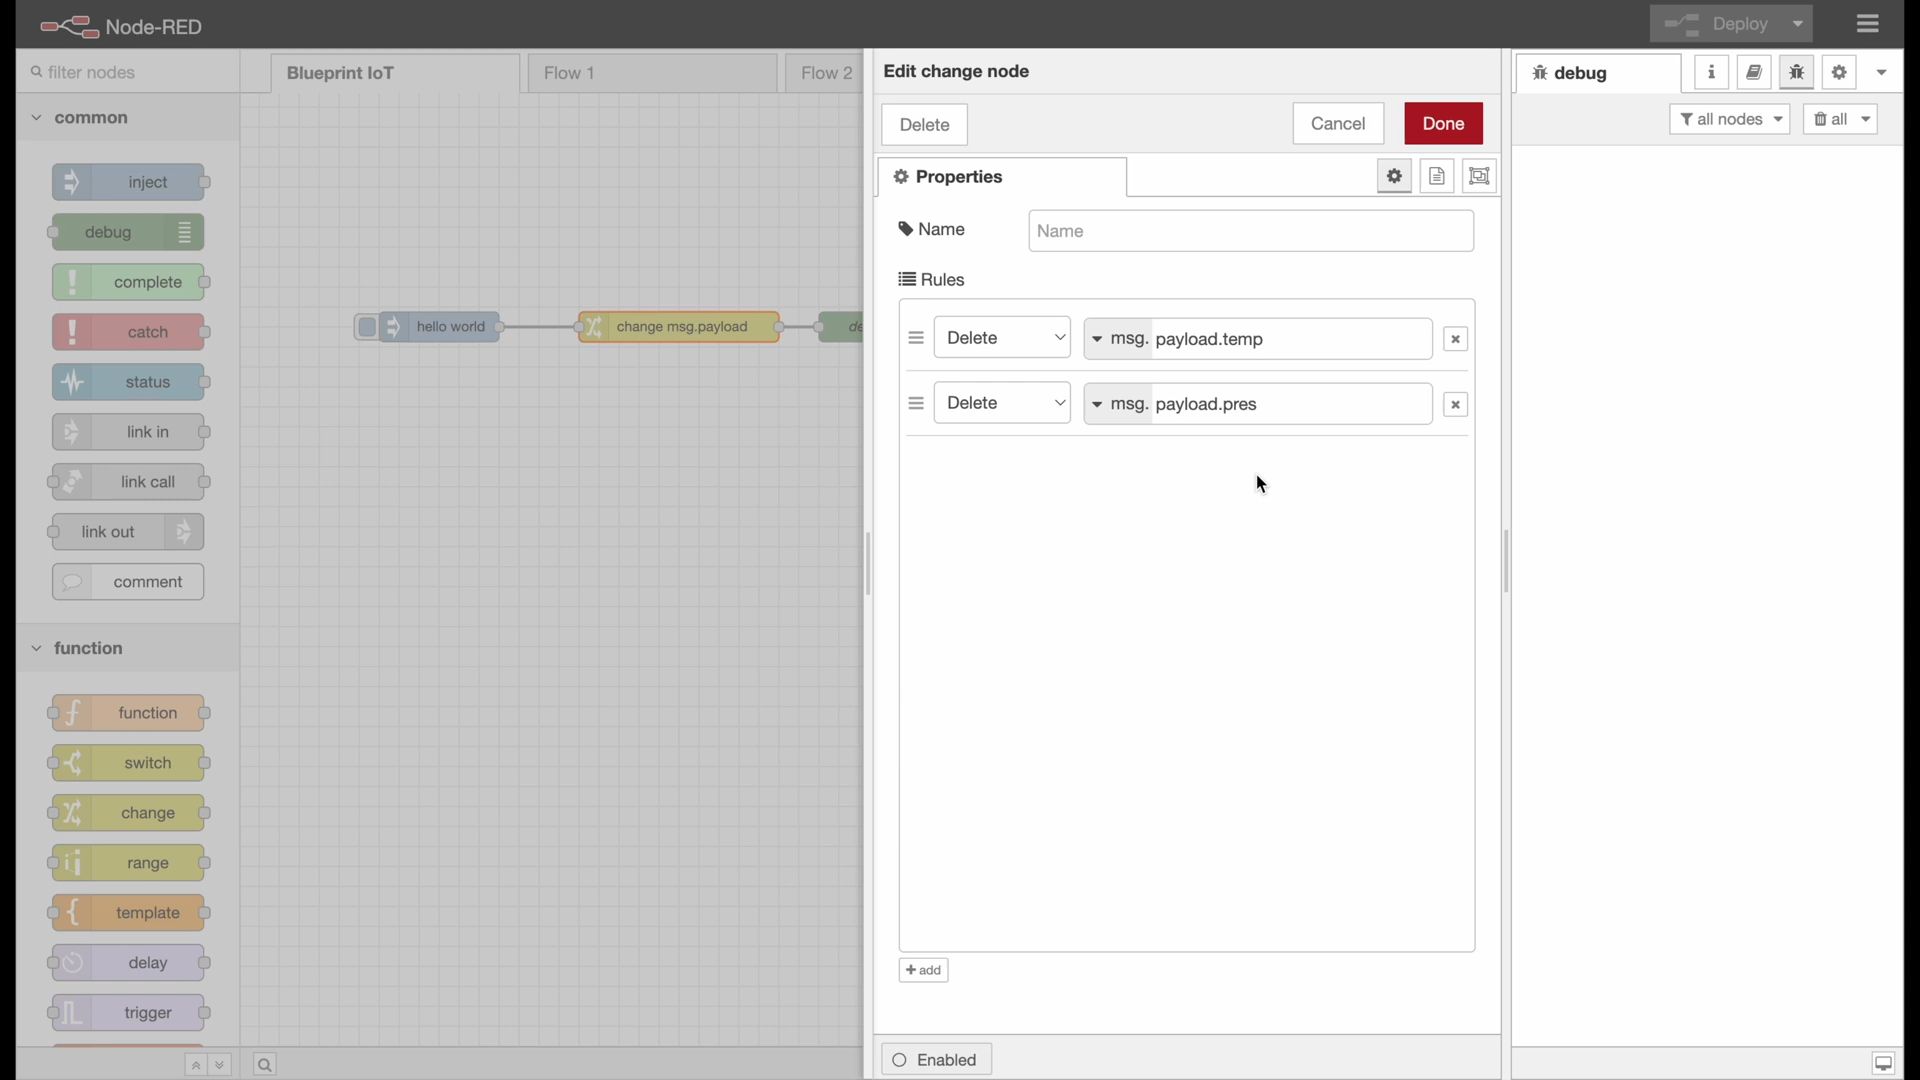 Node-RED
Deploy
filter nodes
Blueprint IoT
Flow 1
Flow 2
common
inject
debug
complete
catch
status
link in
link call
link out
comment
function
function
switch
change
range
template
delay
trigger
hello world
change msg.payload
de
Edit change node
Delete
Cancel
Done
Properties
Name
Name
Rules
Delete
msg. payload.temp
Delete
msg. payload.pres
add
Enabled
debug
all nodes
all